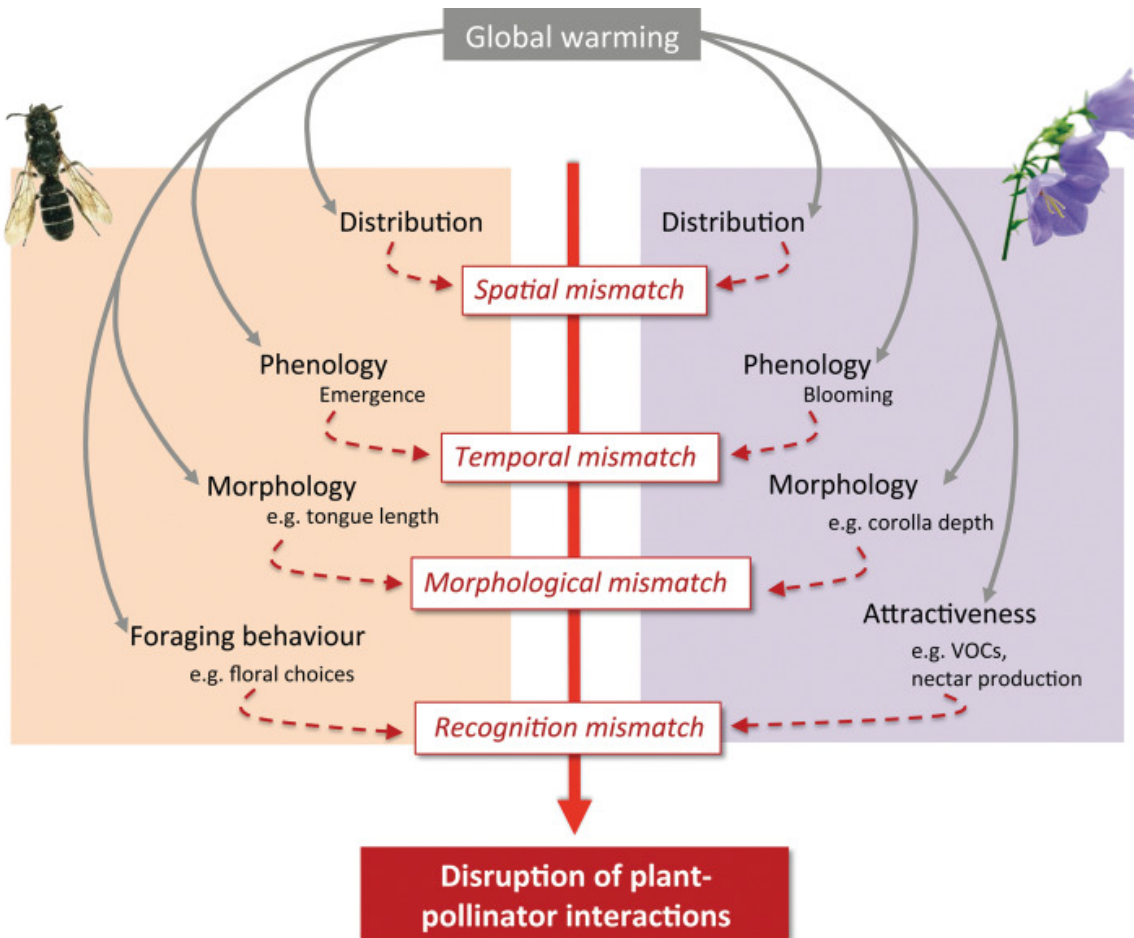 Global warming
Distribution
Distribution
Spatial mismatch
Phenology
Emergence
Phenology
Blooming
Temporal mismatch
Morphology
e.g. tongue length
Morphology
e.g. corolla depth
Morphological mismatch
Foraging behaviour
e.g. floral choices
Attractiveness
e.g. VOCs,
nectar production
Recognition mismatch
Disruption of plant-
pollinator interactions